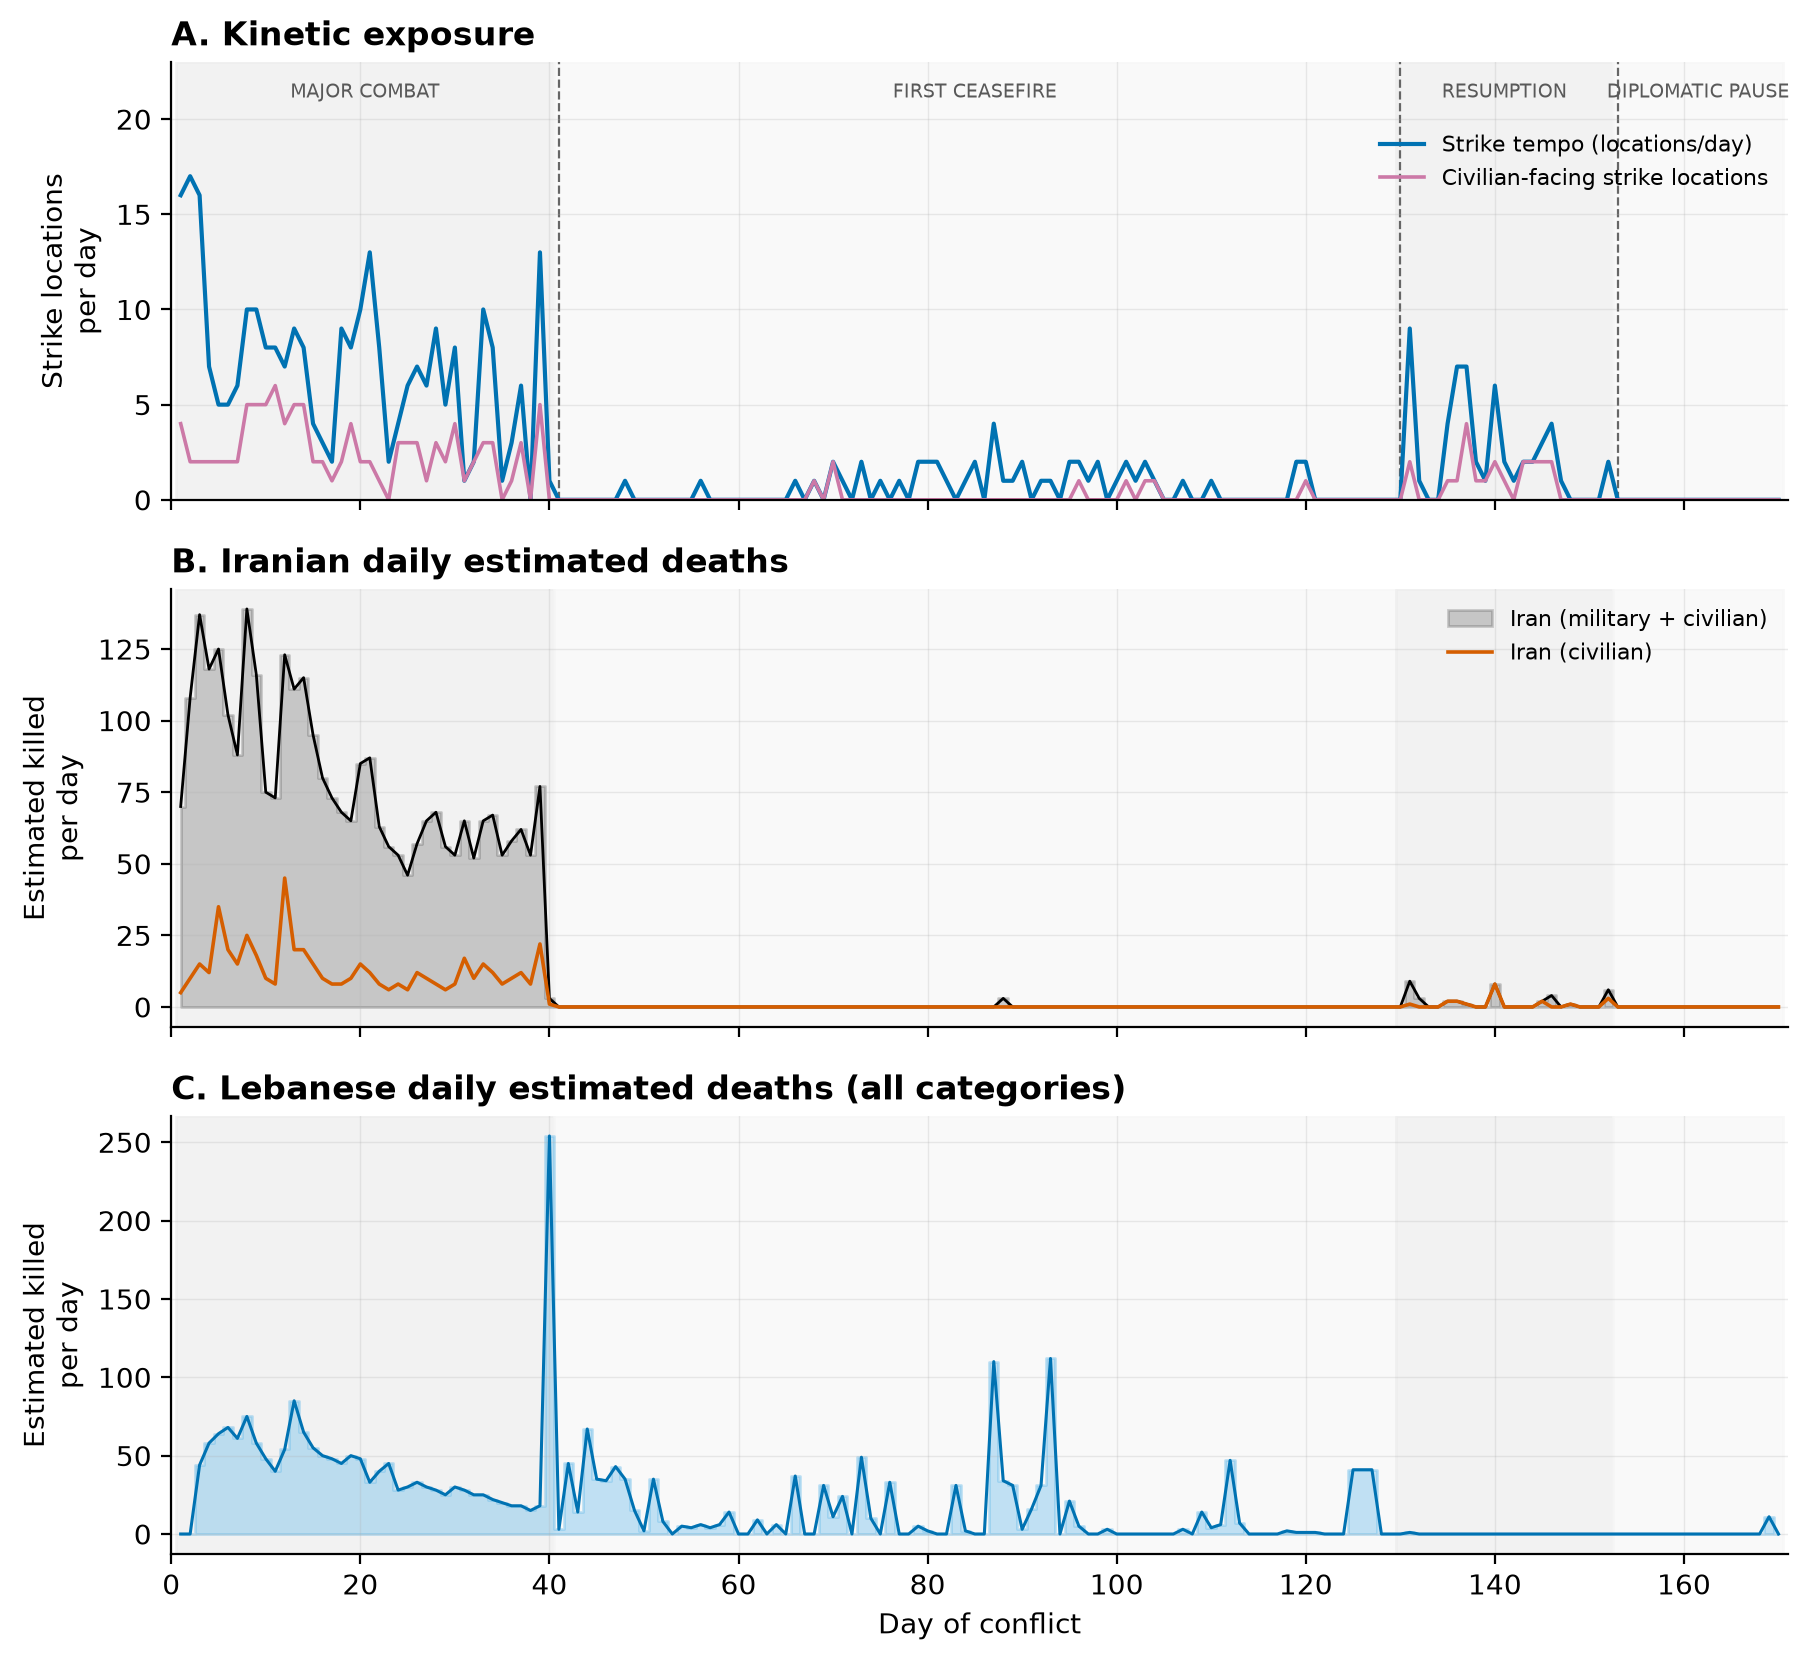 A. Kinetic exposure
MAJOR COMBAT
FIRST CEASEFIRE
RESUMPTION
DIPLOMATIC PAUSE
Strike tempo (locations/day)
Civilian-facing strike locations
Strike locations
per day
20
15
10
5
0
B. Iranian daily estimated deaths
Iran (military + civilian)
Iran (civilian)
Estimated killed
per day
125
100
75
50
25
0
C. Lebanese daily estimated deaths (all categories)
Estimated killed
per day
250
200
150
100
50
0
0 20 40 60 80 100 120 140 160
Day of conflict